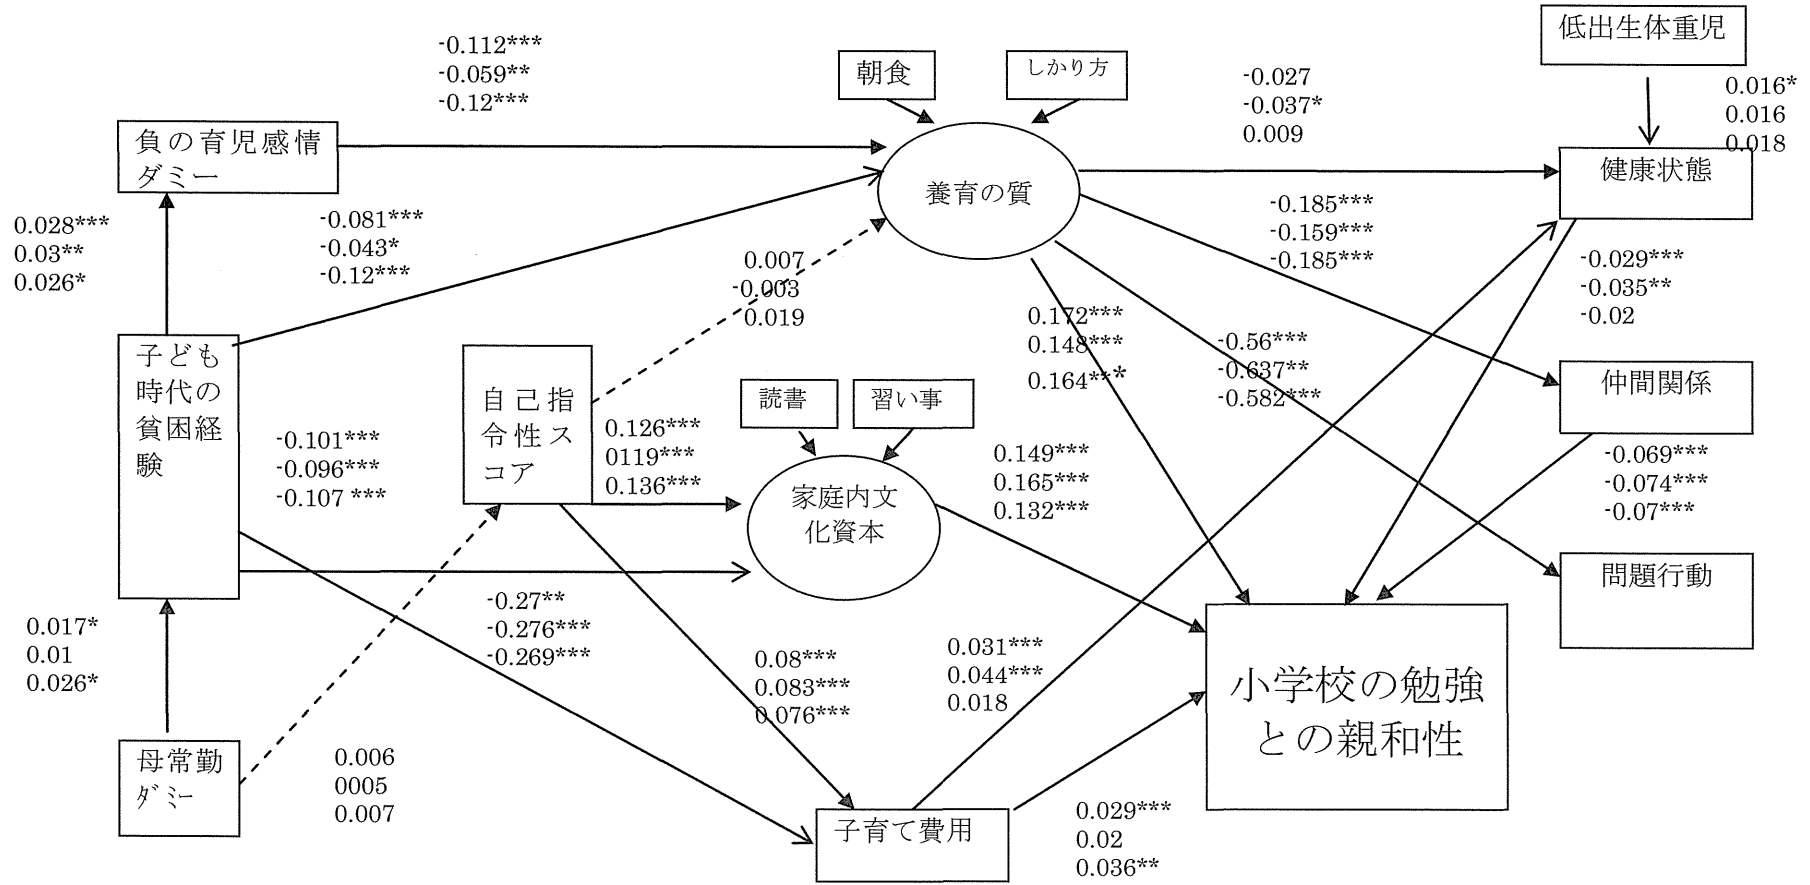 低出生体重児
-0.112***
-0.059**
-0.12***
朝食
しかり方
-0.027
-0.037*
0.009
0.016*
0.016
0.018
負の育児感情
ダミー
養育の質
健康状態
0.028***
0.03**
0.026*
-0.081***
-0.043*
-0.12***
0.007
-0.003
0.019
-0.185***
-0.159***
-0.185***
-0.029***
-0.035**
-0.02
0.172***
0.148***
0.164***
-0.56***
-0.637**
-0.582***
子ども
時代の
貧困経
験
自己指
令性ス
コア
読書
習い事
仲間関係
-0.101***
-0.096***
-0.107 ***
0.126***
0119***
0.136***
家庭内文
化資本
0.149***
0.165***
0.132***
-0.069***
-0.074***
-0.07***
問題行動
-0.27**
-0.276***
-0.269***
0.017*
0.01
0.026*
0.08***
0.083***
0.076***
0.031***
0.044***
0.018
小学校の勉強
との親和性
母常勤
ﾀﾞﾐｰ
0.006
0005
0.007
子育て費用
0.029***
0.02
0.036**